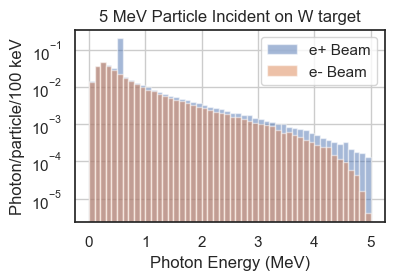 5 MeV Particle Incident on W target
Photon/particle/100 keV
10⁻¹
10⁻²
10⁻³
10⁻⁴
10⁻⁵
e+ Beam
e- Beam
0 1 2 3 4 5
Photon Energy (MeV)